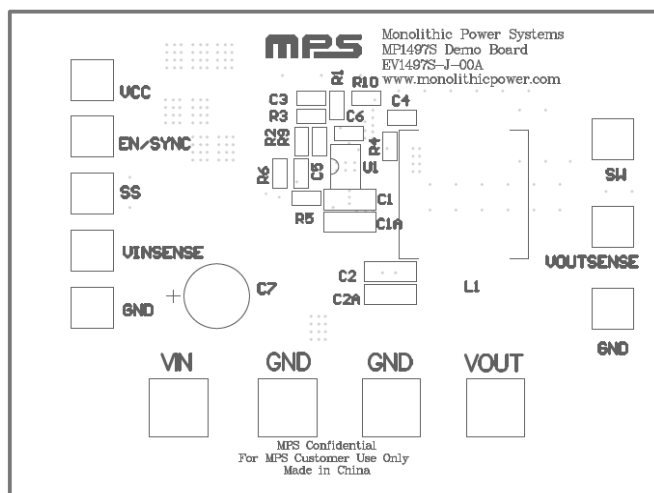 MPS
Monolithic Power Systems
MP1497S Demo Board
EV1497S-J-00A
www.monolithicpower.com
VCC
EN/SYNC
SS
VINSENSE
GND
C3
R1
R10
R3
C4
C6
R2
R9
R4
R6
C5
U1
R5
C1
C1A
C2
C2A
C7
L1
SW
VOUTSENSE
GND
VIN
GND
GND
VOUT
MPS Confidential
For MPS Customer Use Only
Made in China